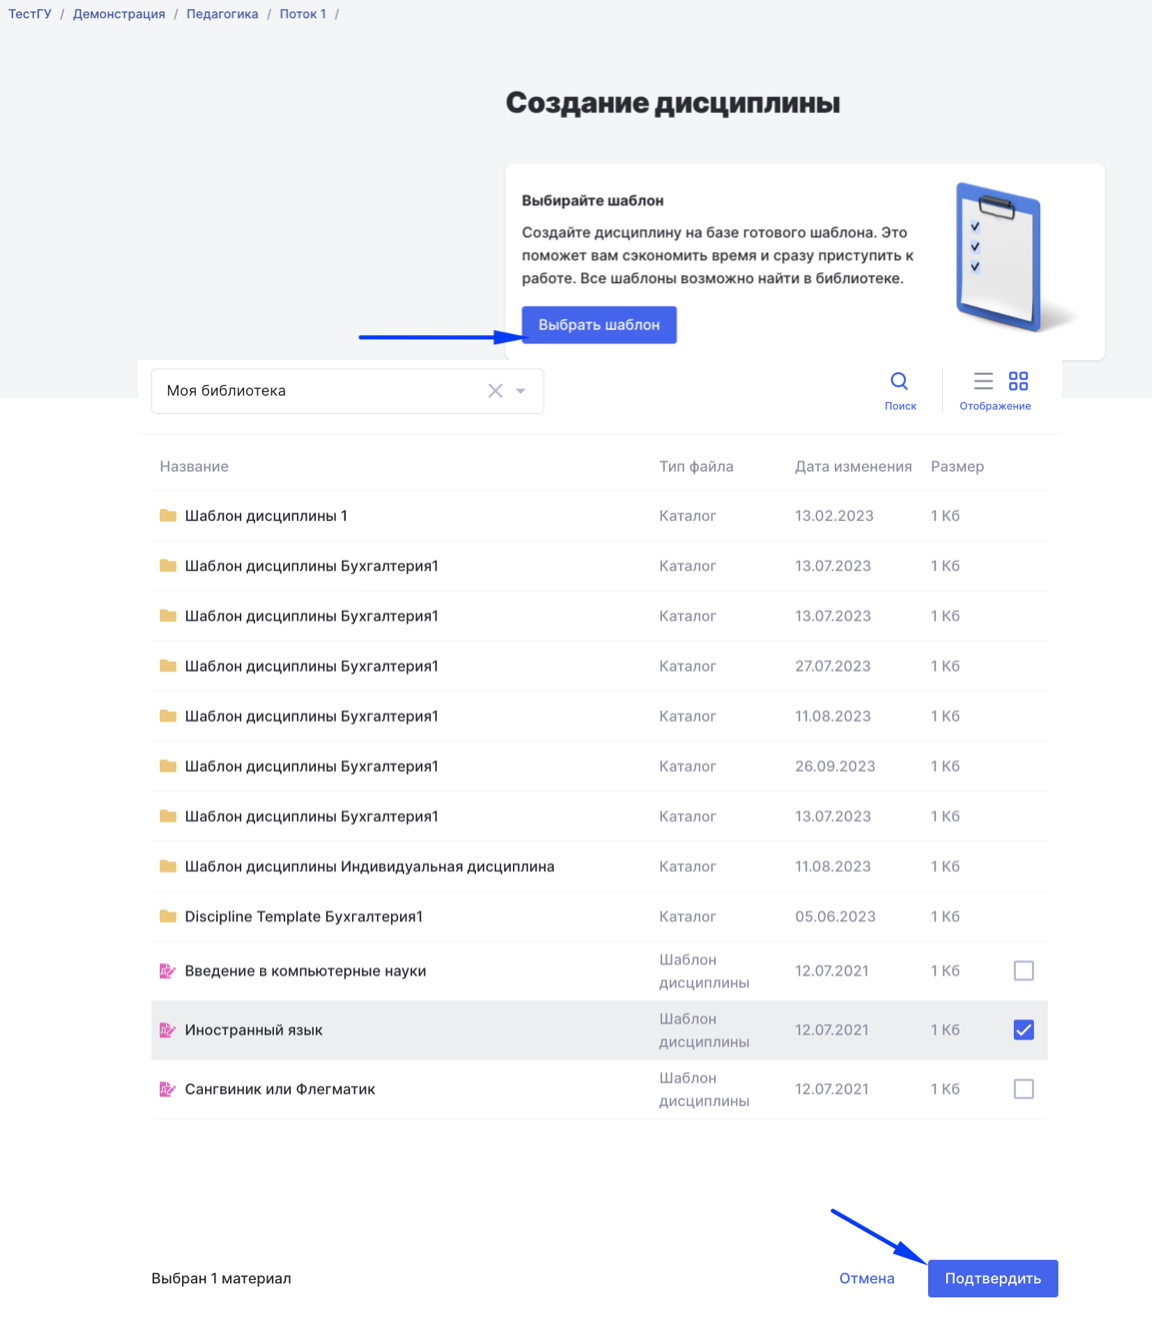 ТестГУ / Демонстрация / Педагогика / Поток 1 /
Создание дисциплины
Выбирайте шаблон
Создайте дисциплину на базе готового шаблона. Это
поможет вам сэкономить время и сразу приступить к
работе. Все шаблоны возможно найти в библиотеке.
Выбрать шаблон
Моя библиотека
Поиск
Отображение
Название Тип файла Дата изменения Размер
Шаблон дисциплины 1 Каталог 13.02.2023 1 Кб
Шаблон дисциплины Бухгалтерия1 Каталог 13.07.2023 1 Кб
Шаблон дисциплины Бухгалтерия1 Каталог 13.07.2023 1 Кб
Шаблон дисциплины Бухгалтерия1 Каталог 27.07.2023 1 Кб
Шаблон дисциплины Бухгалтерия1 Каталог 11.08.2023 1 Кб
Шаблон дисциплины Бухгалтерия1 Каталог 26.09.2023 1 Кб
Шаблон дисциплины Бухгалтерия1 Каталог 13.07.2023 1 Кб
Шаблон дисциплины Индивидуальная дисциплина Каталог 11.08.2023 1 Кб
Discipline Template Бухгалтерия1 Каталог 05.06.2023 1 Кб
Введение в компьютерные науки Шаблон дисциплины 12.07.2021 1 Кб
Иностранный язык Шаблон дисциплины 12.07.2021 1 Кб
Сангвиник или Флегматик Шаблон дисциплины 12.07.2021 1 Кб
Выбран 1 материал
Отмена
Подтвердить